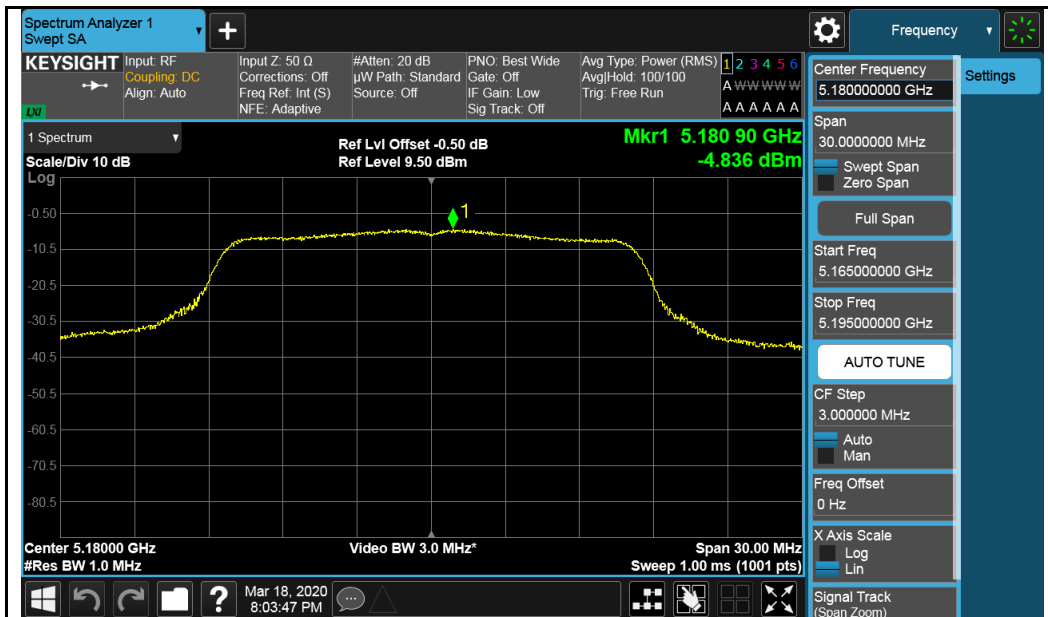 Spectrum Analyzer 1
Swept SA
Frequency
KEYSIGHT
LXI
Input: RF
Coupling: DC
Align: Auto
Input Z: 50 Ω
Corrections: Off
Freq Ref: Int (S)
NFE: Adaptive
#Atten: 20 dB
µW Path: Standard
Source: Off
PNO: Best Wide
Gate: Off
IF Gain: Low
Sig Track: Off
Avg Type: Power (RMS)
Avg|Hold: 100/100
Trig: Free Run
1 2 3 4 5 6
A W W W W W
A A A A A A
1 Spectrum
Scale/Div 10 dB
Log
Ref Lvl Offset -0.50 dB
Ref Level 9.50 dBm
Mkr1 5.180 90 GHz
-4.836 dBm
1
-0.50
-10.5
-20.5
-30.5
-40.5
-50.5
-60.5
-70.5
-80.5
Center 5.18000 GHz
#Res BW 1.0 MHz
Video BW 3.0 MHz*
Span 30.00 MHz
Sweep 1.00 ms (1001 pts)
?
Mar 18, 2020
8:03:47 PM
Center Frequency
5.180000000 GHz
Span
30.0000000 MHz
Swept Span
Zero Span
Full Span
Start Freq
5.165000000 GHz
Stop Freq
5.195000000 GHz
AUTO TUNE
CF Step
3.000000 MHz
Auto
Man
Freq Offset
0 Hz
X Axis Scale
Log
Lin
Signal Track
(Span Zoom)
Settings